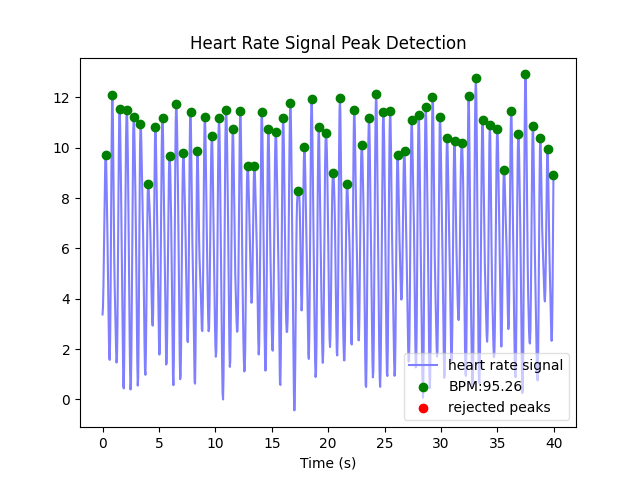 Heart Rate Signal Peak Detection
12
10
8
6
4
2
0
heart rate signal
BPM:95.26
rejected peaks
0 5 10 15 20 25 30 35 40
Time (s)